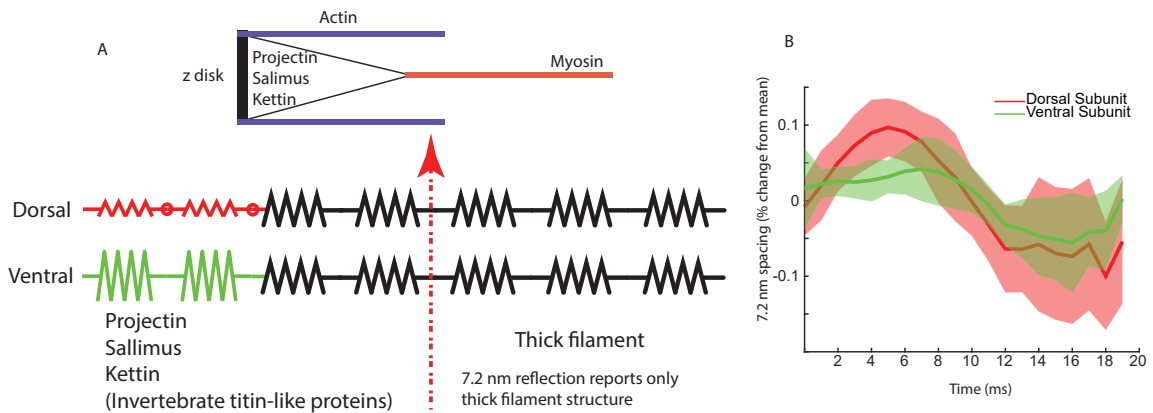 A
Actin
Projectin
Salimus
Kettin
z disk
Myosin
Dorsal
Ventral
Projectin
Sallimus
Kettin
(Invertebrate titin-like proteins)
Thick filament
7.2 nm reflection reports only
thick filament structure
B
Dorsal Subunit
Ventral Subunit
7.2 nm spacing (% change from mean)
0.1
0
-0.1
2 4 6 8 10 12 14 16 18 20
Time (ms)